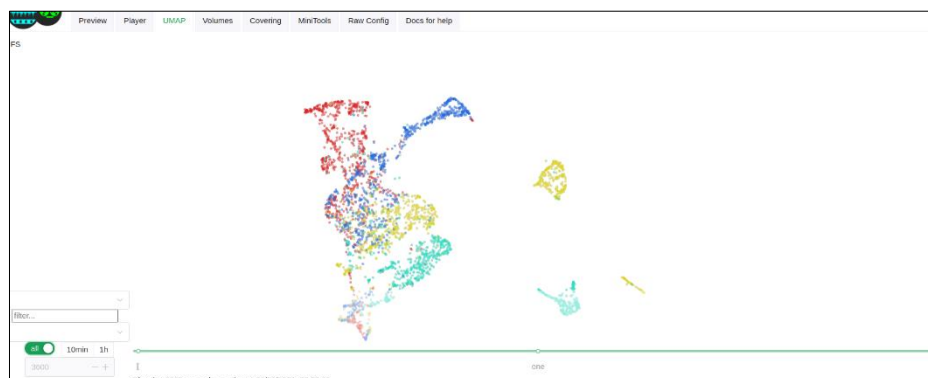 Preview Player UMAP Volumes Covering MiniTools Raw Config Docs for help
FS
filter...
all 10min 1h
3000 − +
one